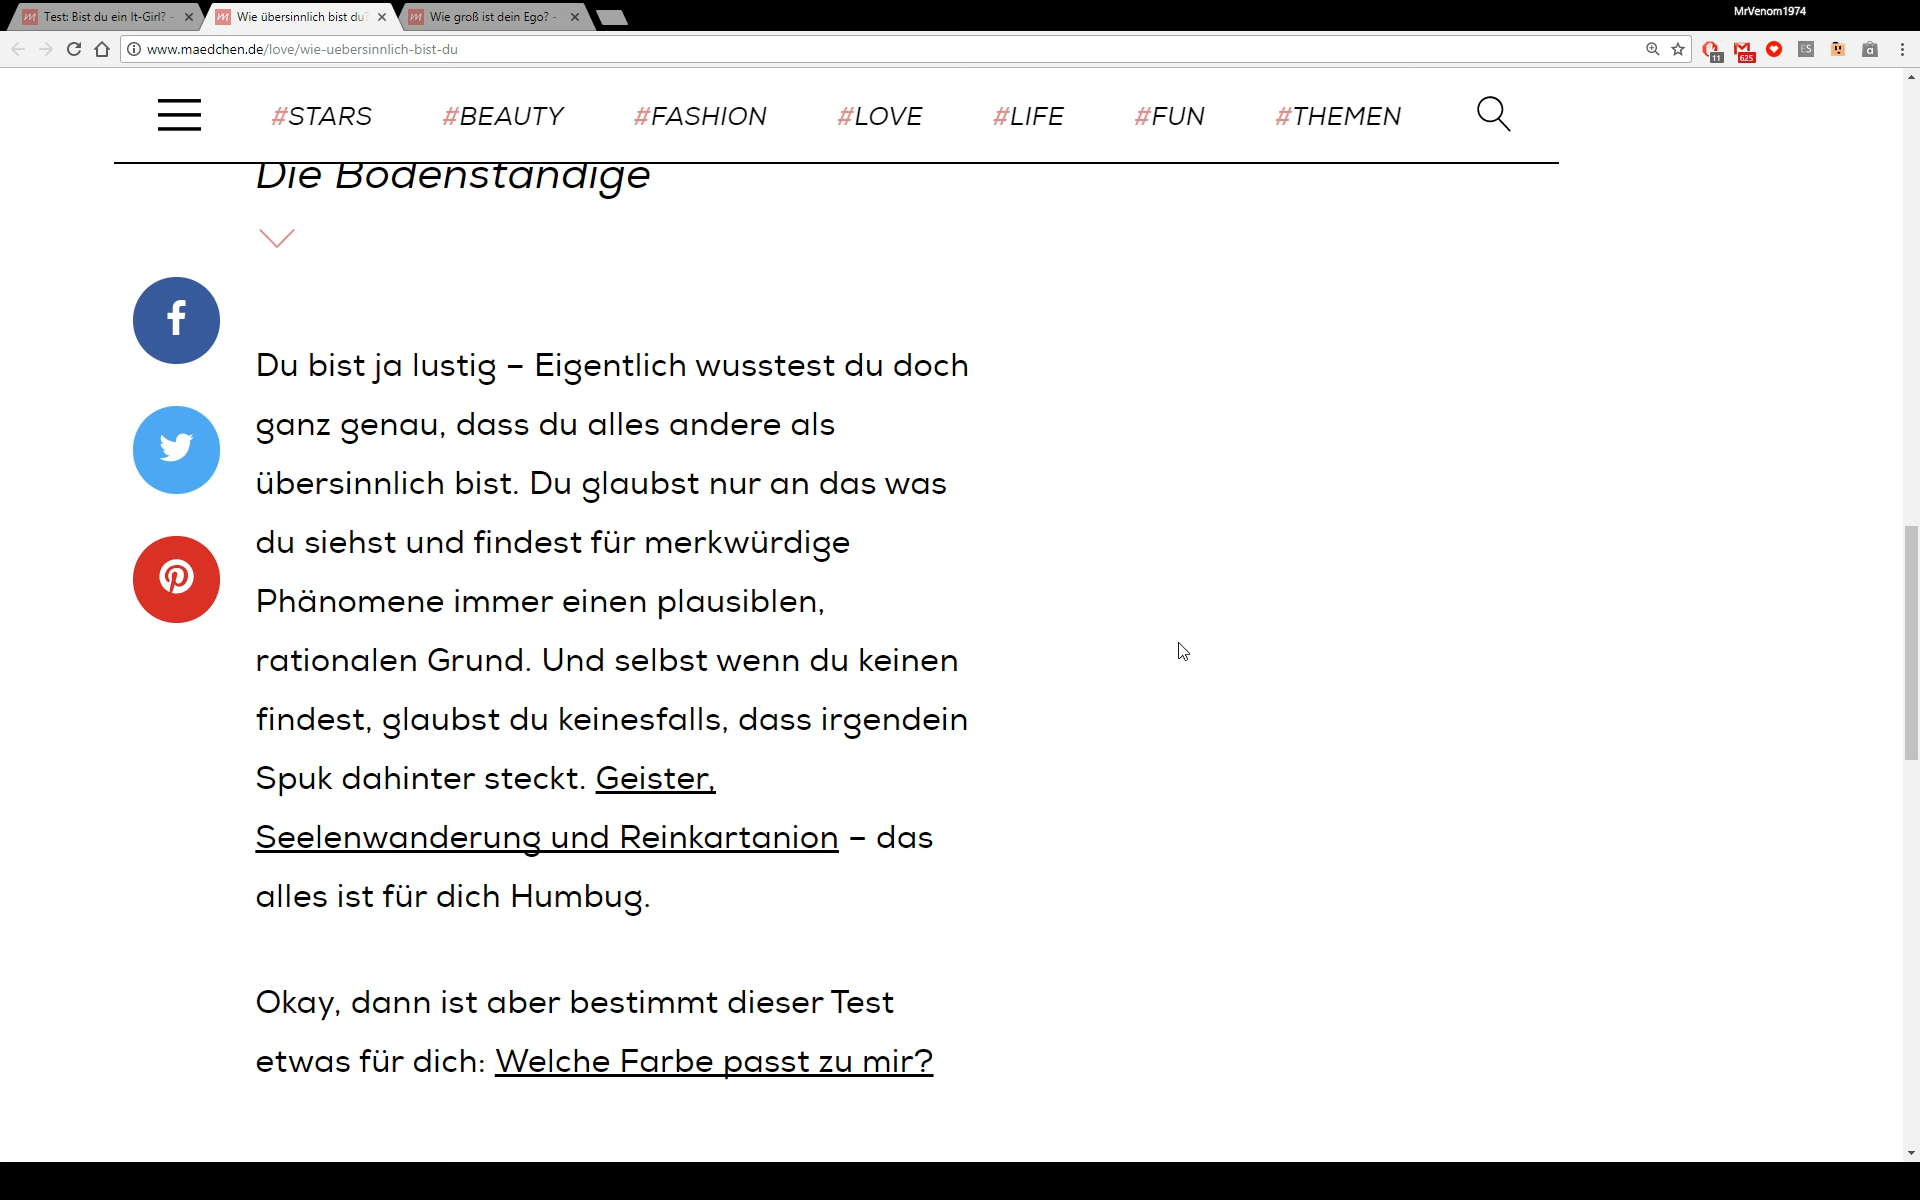 MrVenom1974
Test: Bist du ein It-Girl? -
Wie übersinnlich bist du?
Wie groß ist dein Ego? -
www.maedchen.de/love/wie-uebersinnlich-bist-du
11
625
ES
a
#STARS #BEAUTY #FASHION #LOVE #LIFE #FUN #THEMEN
Die Bodenständige
Du bist ja lustig – Eigentlich wusstest du doch
ganz genau, dass du alles andere als
übersinnlich bist. Du glaubst nur an das was
du siehst und findest für merkwürdige
Phänomene immer einen plausiblen,
rationalen Grund. Und selbst wenn du keinen
findest, glaubst du keinesfalls, dass irgendein
Spuk dahinter steckt. Geister,
Seelenwanderung und Reinkartanion – das
alles ist für dich Humbug.
Okay, dann ist aber bestimmt dieser Test
etwas für dich: Welche Farbe passt zu mir?